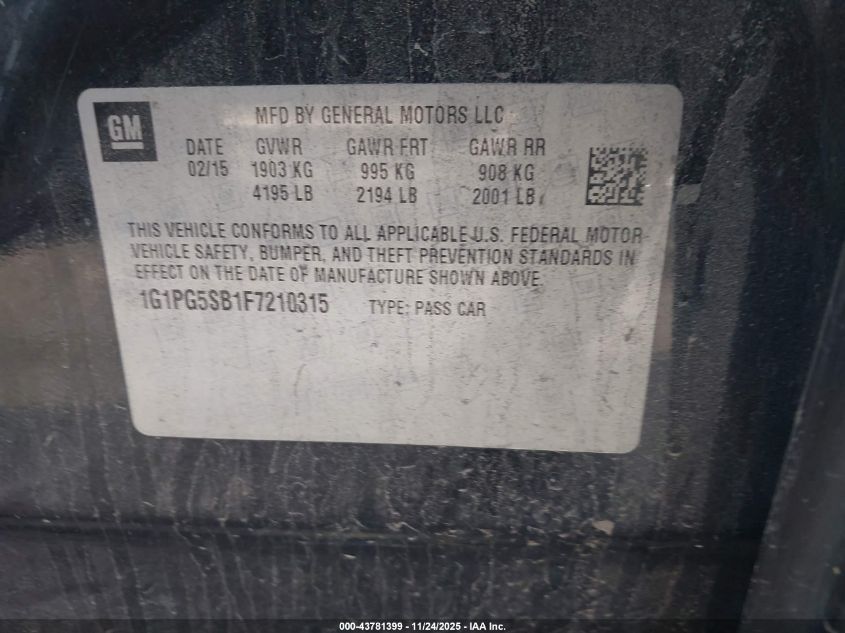 GM
MFD BY GENERAL MOTORS LLC
DATE GVWR GAWR FRT GAWR RR
02/15 1903 KG 995 KG 908 KG
4195 LB 2194 LB 2001 LB
THIS VEHICLE CONFORMS TO ALL APPLICABLE U.S. FEDERAL MOTOR
VEHICLE SAFETY, BUMPER, AND THEFT PREVENTION STANDARDS IN
EFFECT ON THE DATE OF MANUFACTURE SHOWN ABOVE.
1G1PG5SB1F7210315 TYPE: PASS CAR
000-43781399 - 11/24/2025 - IAA Inc.